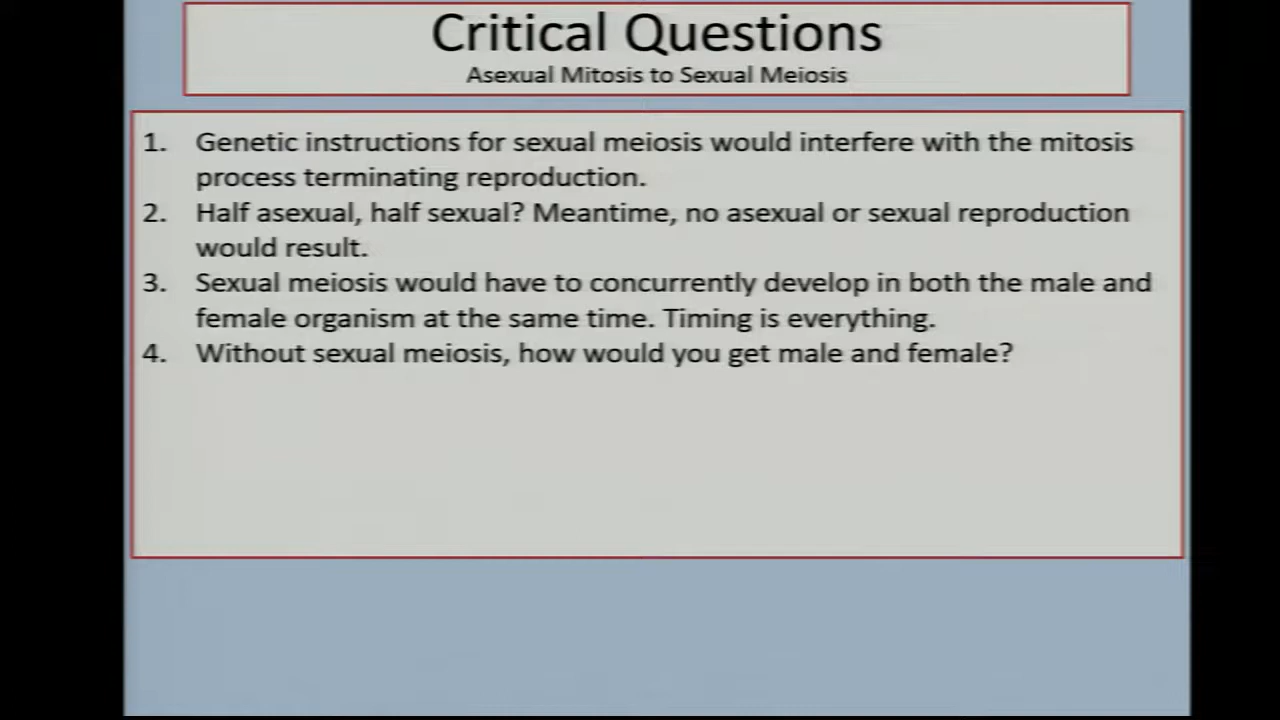 Critical Questions
Asexual Mitosis to Sexual Meiosis
1. Genetic instructions for sexual meiosis would interfere with the mitosis
process terminating reproduction.
2. Half asexual, half sexual? Meantime, no asexual or sexual reproduction
would result.
3. Sexual meiosis would have to concurrently develop in both the male and
female organism at the same time. Timing is everything.
4. Without sexual meiosis, how would you get male and female?